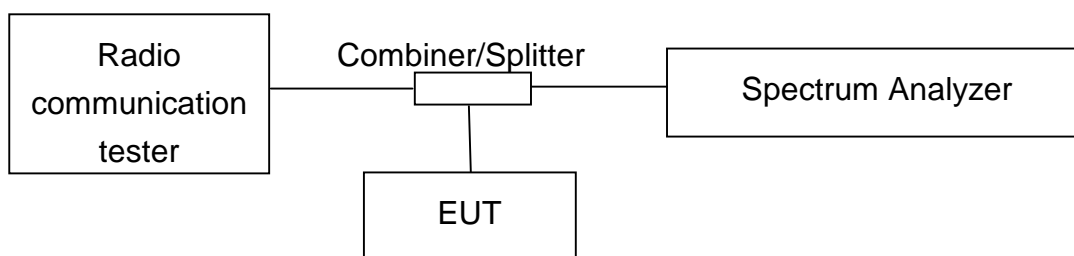 Radio
communication
tester
Combiner/Splitter
Spectrum Analyzer
EUT